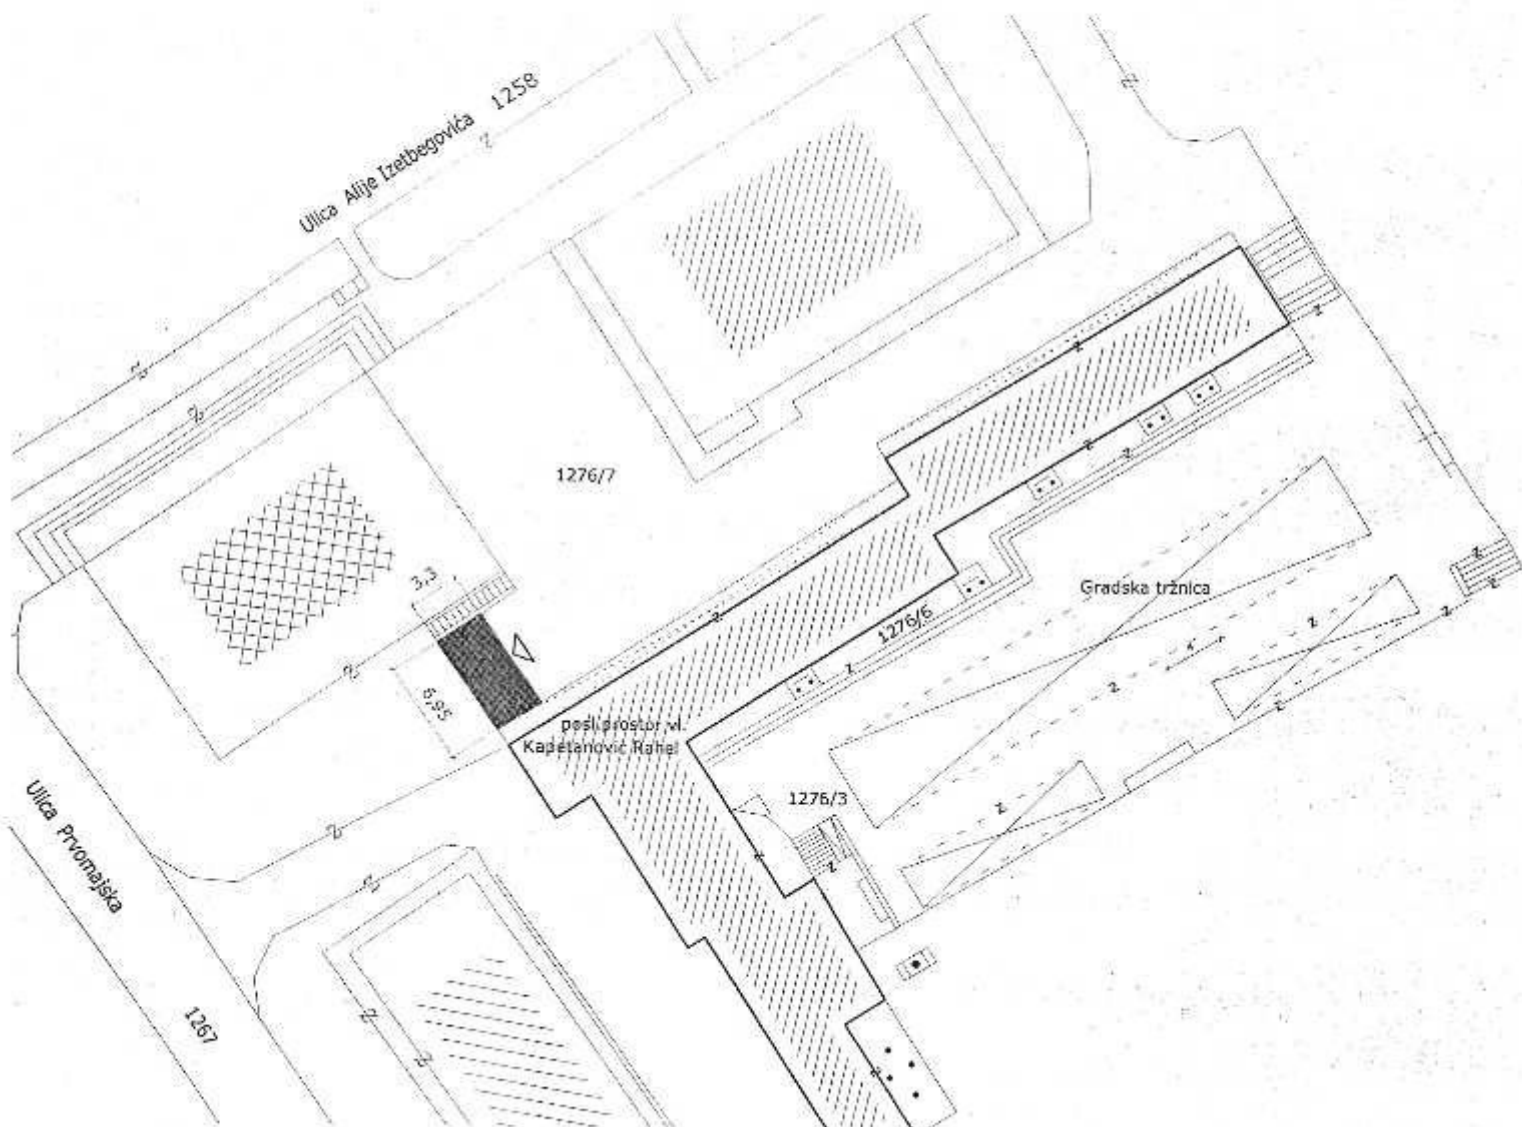 Ulica Alije Izetbegovića 1258
1276/7
3,3
6,95
Gradska tržnica
1276/6
posl.prostor vl.
Kapetanović Rahel
1276/3
Ulica Prvomajska
1267